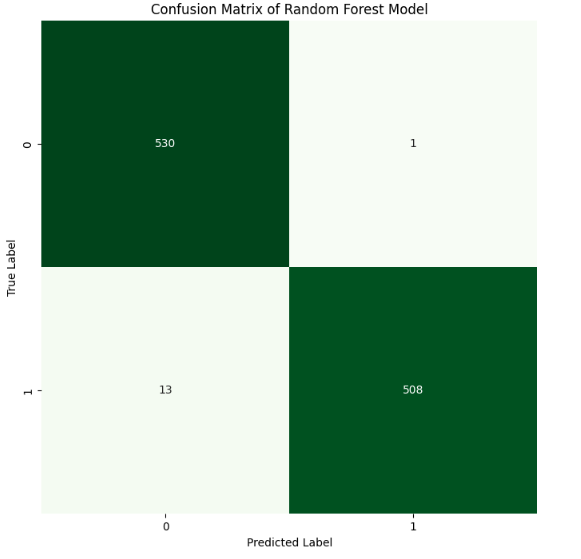 Confusion Matrix of Random Forest Model
True Label
0
530
1
1
13
508
0
1
Predicted Label